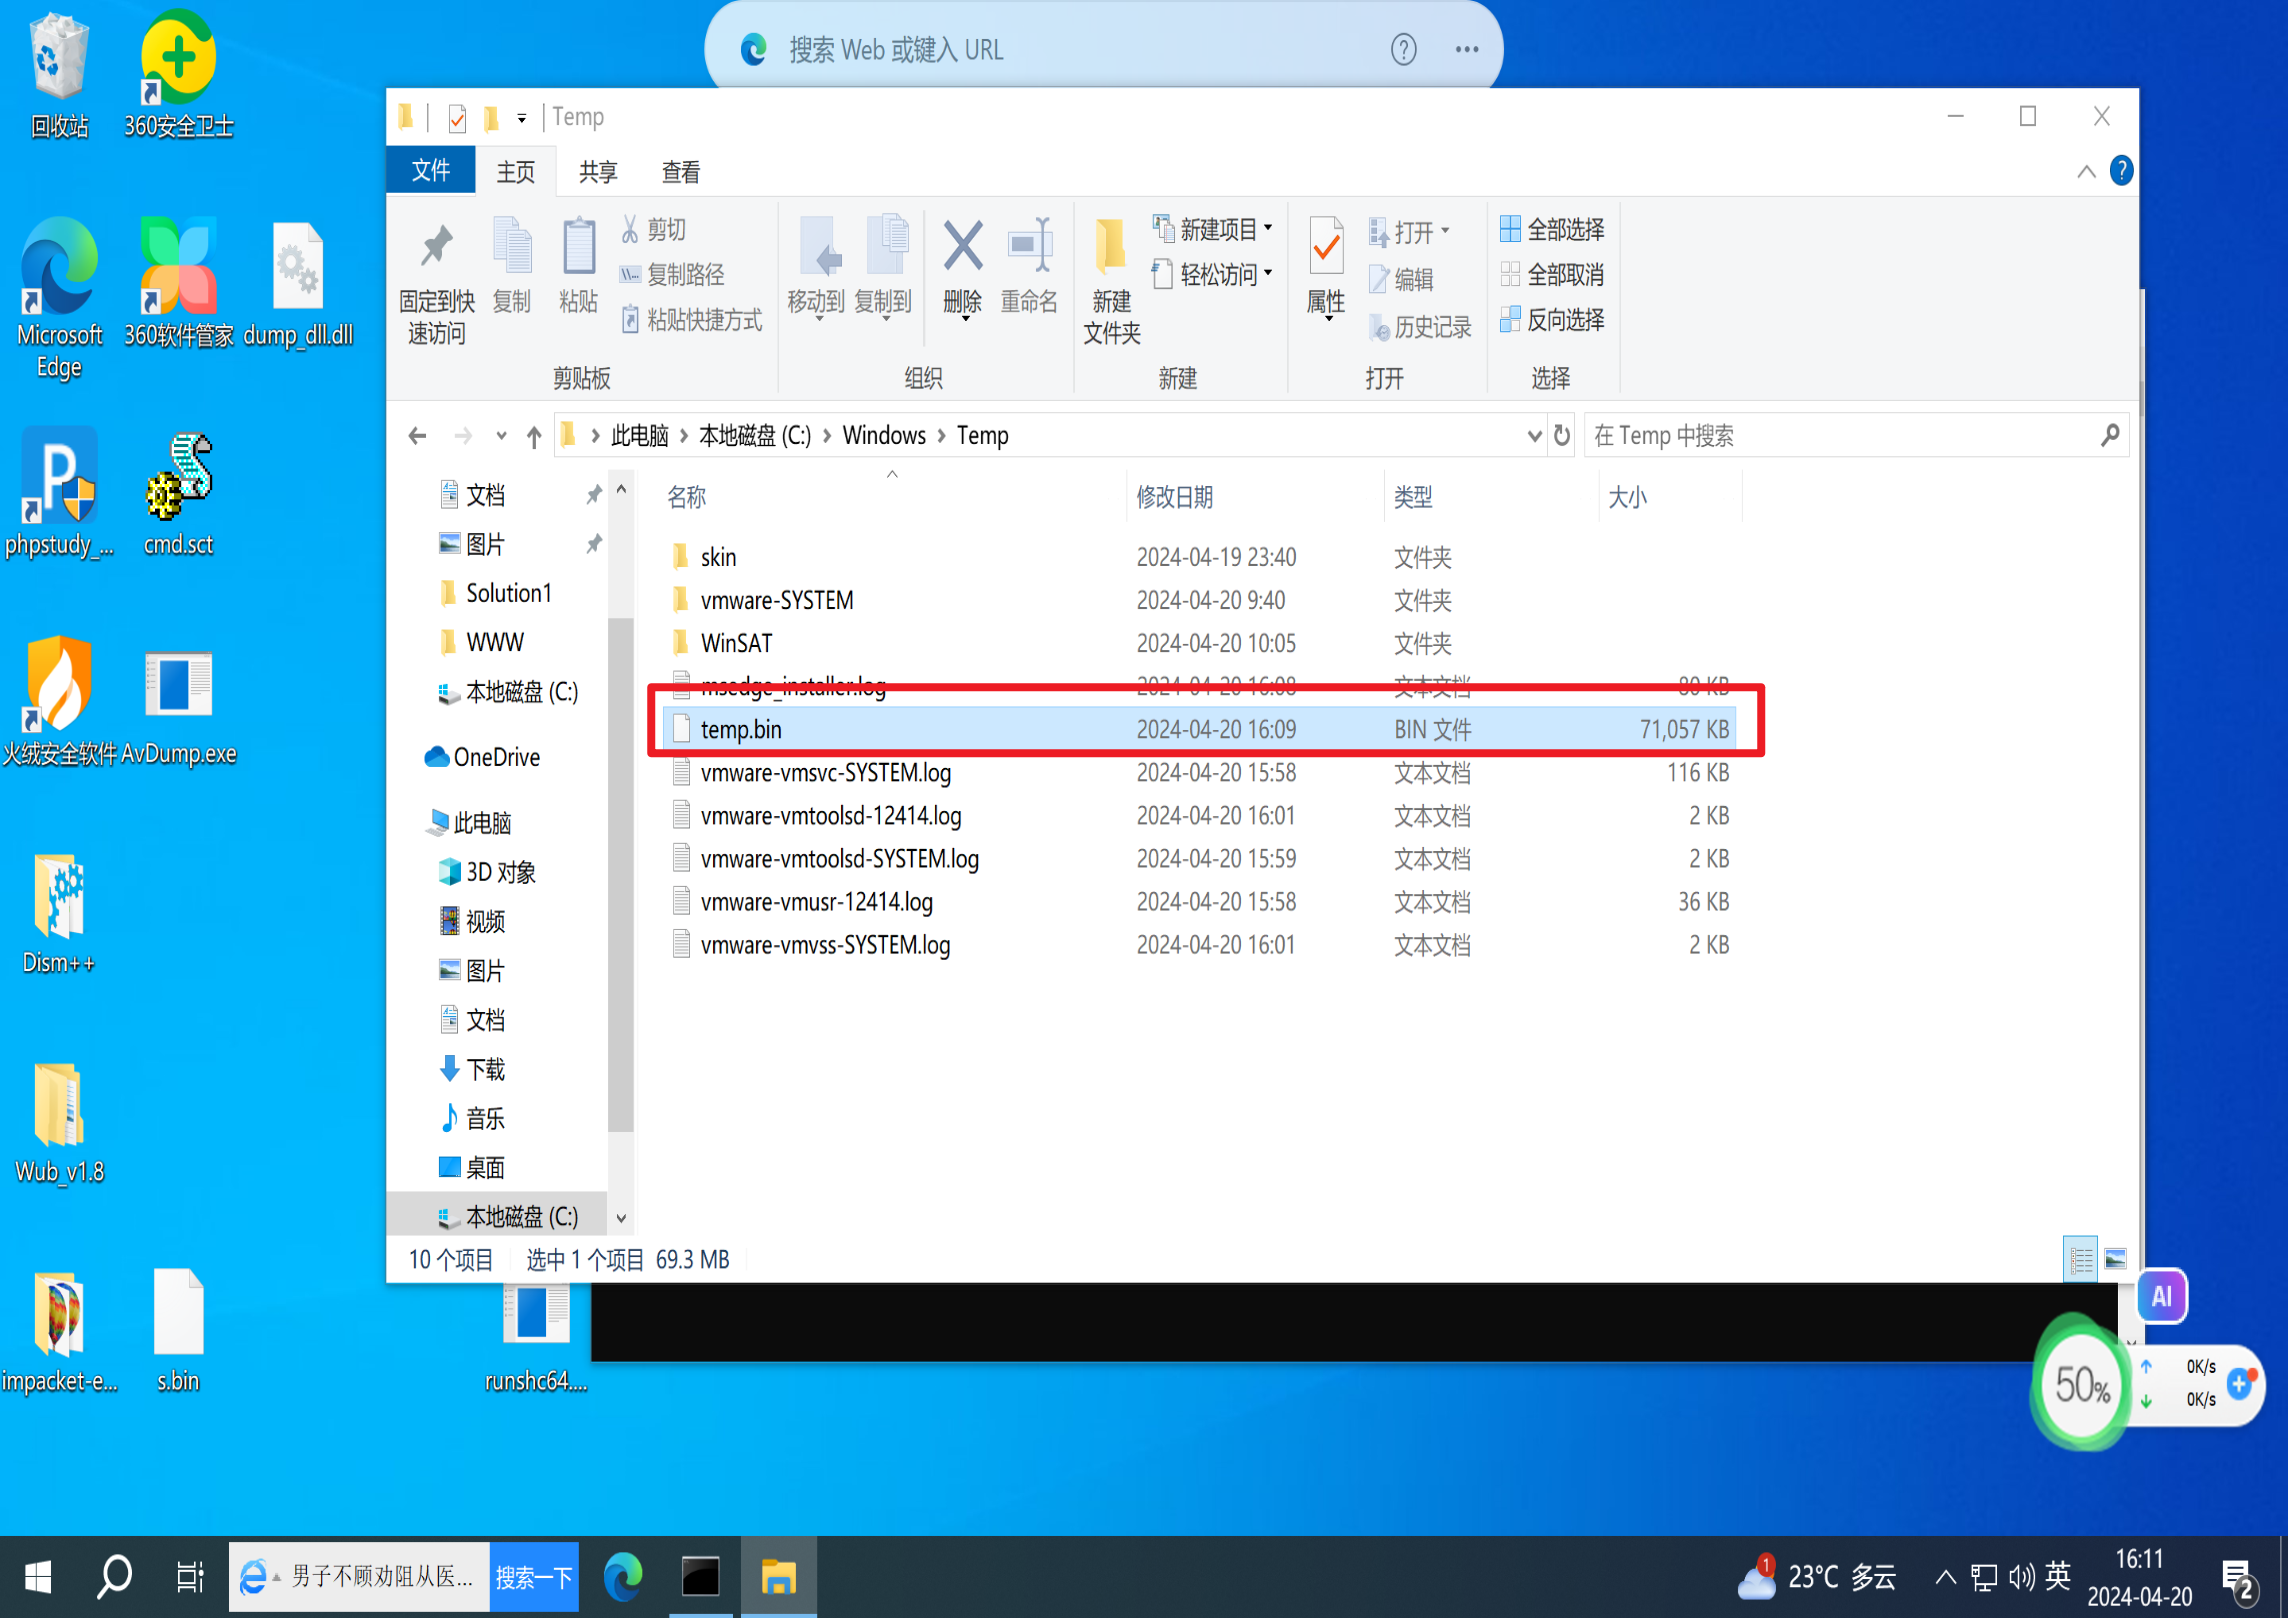 搜索 Web 或键入 URL
回收站
360安全卫士
Microsoft
Edge
360软件管家
dump_dll.dll
phpstudy_...
cmd.sct
火绒安全软件
AvDump.exe
Dism++
Wub_v1.8
impacket-e...
s.bin
runshc64....
Temp
文件
主页
共享
查看
固定到快
速访问
复制
粘贴
剪切
复制路径
粘贴快捷方式
剪贴板
移动到
复制到
删除
重命名
组织
新建
文件夹
新建项目
轻松访问
新建
属性
打开
编辑
历史记录
打开
全部选择
全部取消
反向选择
选择
此电脑 › 本地磁盘 (C:) › Windows › Temp
在 Temp 中搜索
文档
图片
Solution1
WWW
本地磁盘 (C:)
OneDrive
此电脑
3D 对象
视频
图片
文档
下载
音乐
桌面
本地磁盘 (C:)
名称 修改日期 类型 大小
skin 2024-04-19 23:40 文件夹
vmware-SYSTEM 2024-04-20 9:40 文件夹
WinSAT 2024-04-20 10:05 文件夹
msedge_installer.log 2024-04-20 16:08 文本文档 80 KB
temp.bin 2024-04-20 16:09 BIN 文件 71,057 KB
vmware-vmsvc-SYSTEM.log 2024-04-20 15:58 文本文档 116 KB
vmware-vmtoolsd-12414.log 2024-04-20 16:01 文本文档 2 KB
vmware-vmtoolsd-SYSTEM.log 2024-04-20 15:59 文本文档 2 KB
vmware-vmusr-12414.log 2024-04-20 15:58 文本文档 36 KB
vmware-vmvss-SYSTEM.log 2024-04-20 16:01 文本文档 2 KB
10 个项目 选中 1 个项目 69.3 MB
AI
50%
0K/s
0K/s
男子不顾劝阻从医...
搜索一下
1
23°C 多云
英
16:11
2024-04-20
2